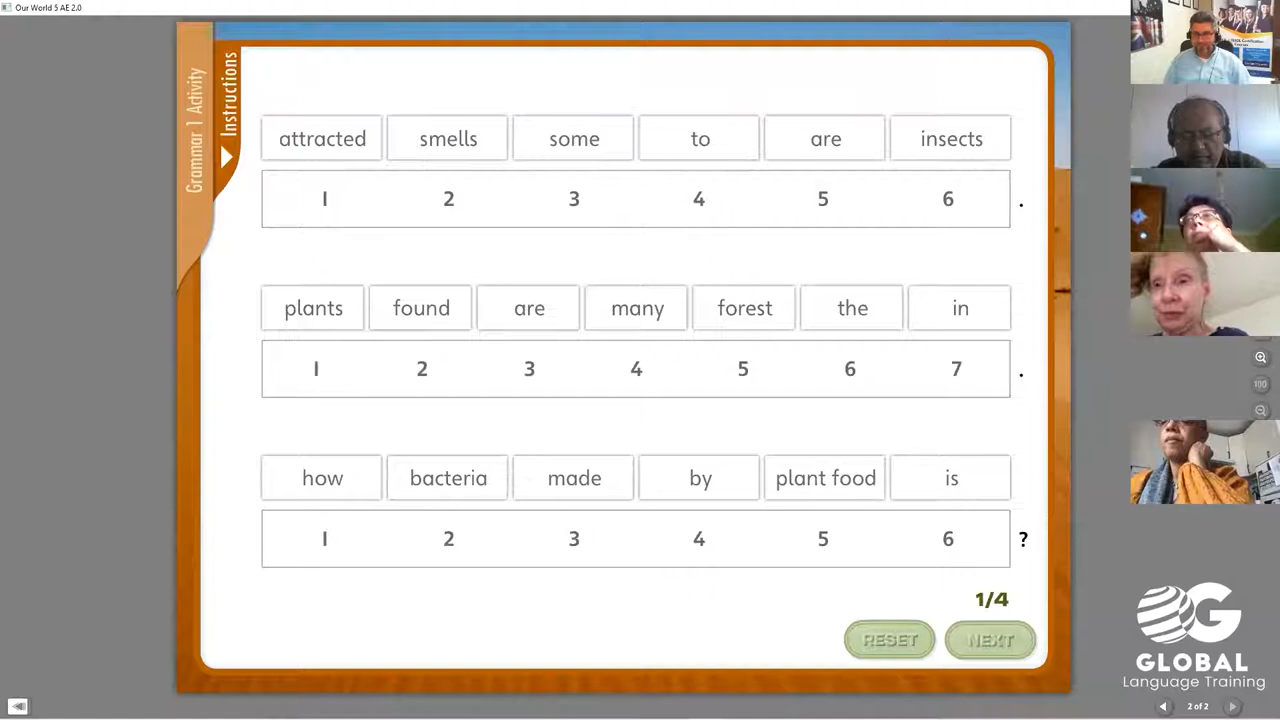 Our World 5 AE 2.0
Grammar 1 Activity
Instructions
attracted smells some to are insects
1 2 3 4 5 6 .
plants found are many forest the in
1 2 3 4 5 6 7 .
how bacteria made by plant food is
1 2 3 4 5 6 ?
1/4
RESET NEXT
100
GLOBAL
Language Training
2 of 2